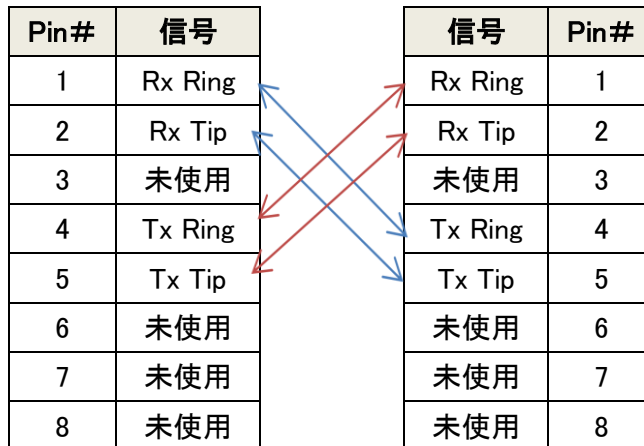 Pin# 信号 信号 Pin#
1 Rx Ring Rx Ring 1
2 Rx Tip Rx Tip 2
3 未使用 未使用 3
4 Tx Ring Tx Ring 4
5 Tx Tip Tx Tip 5
6 未使用 未使用 6
7 未使用 未使用 7
8 未使用 未使用 8